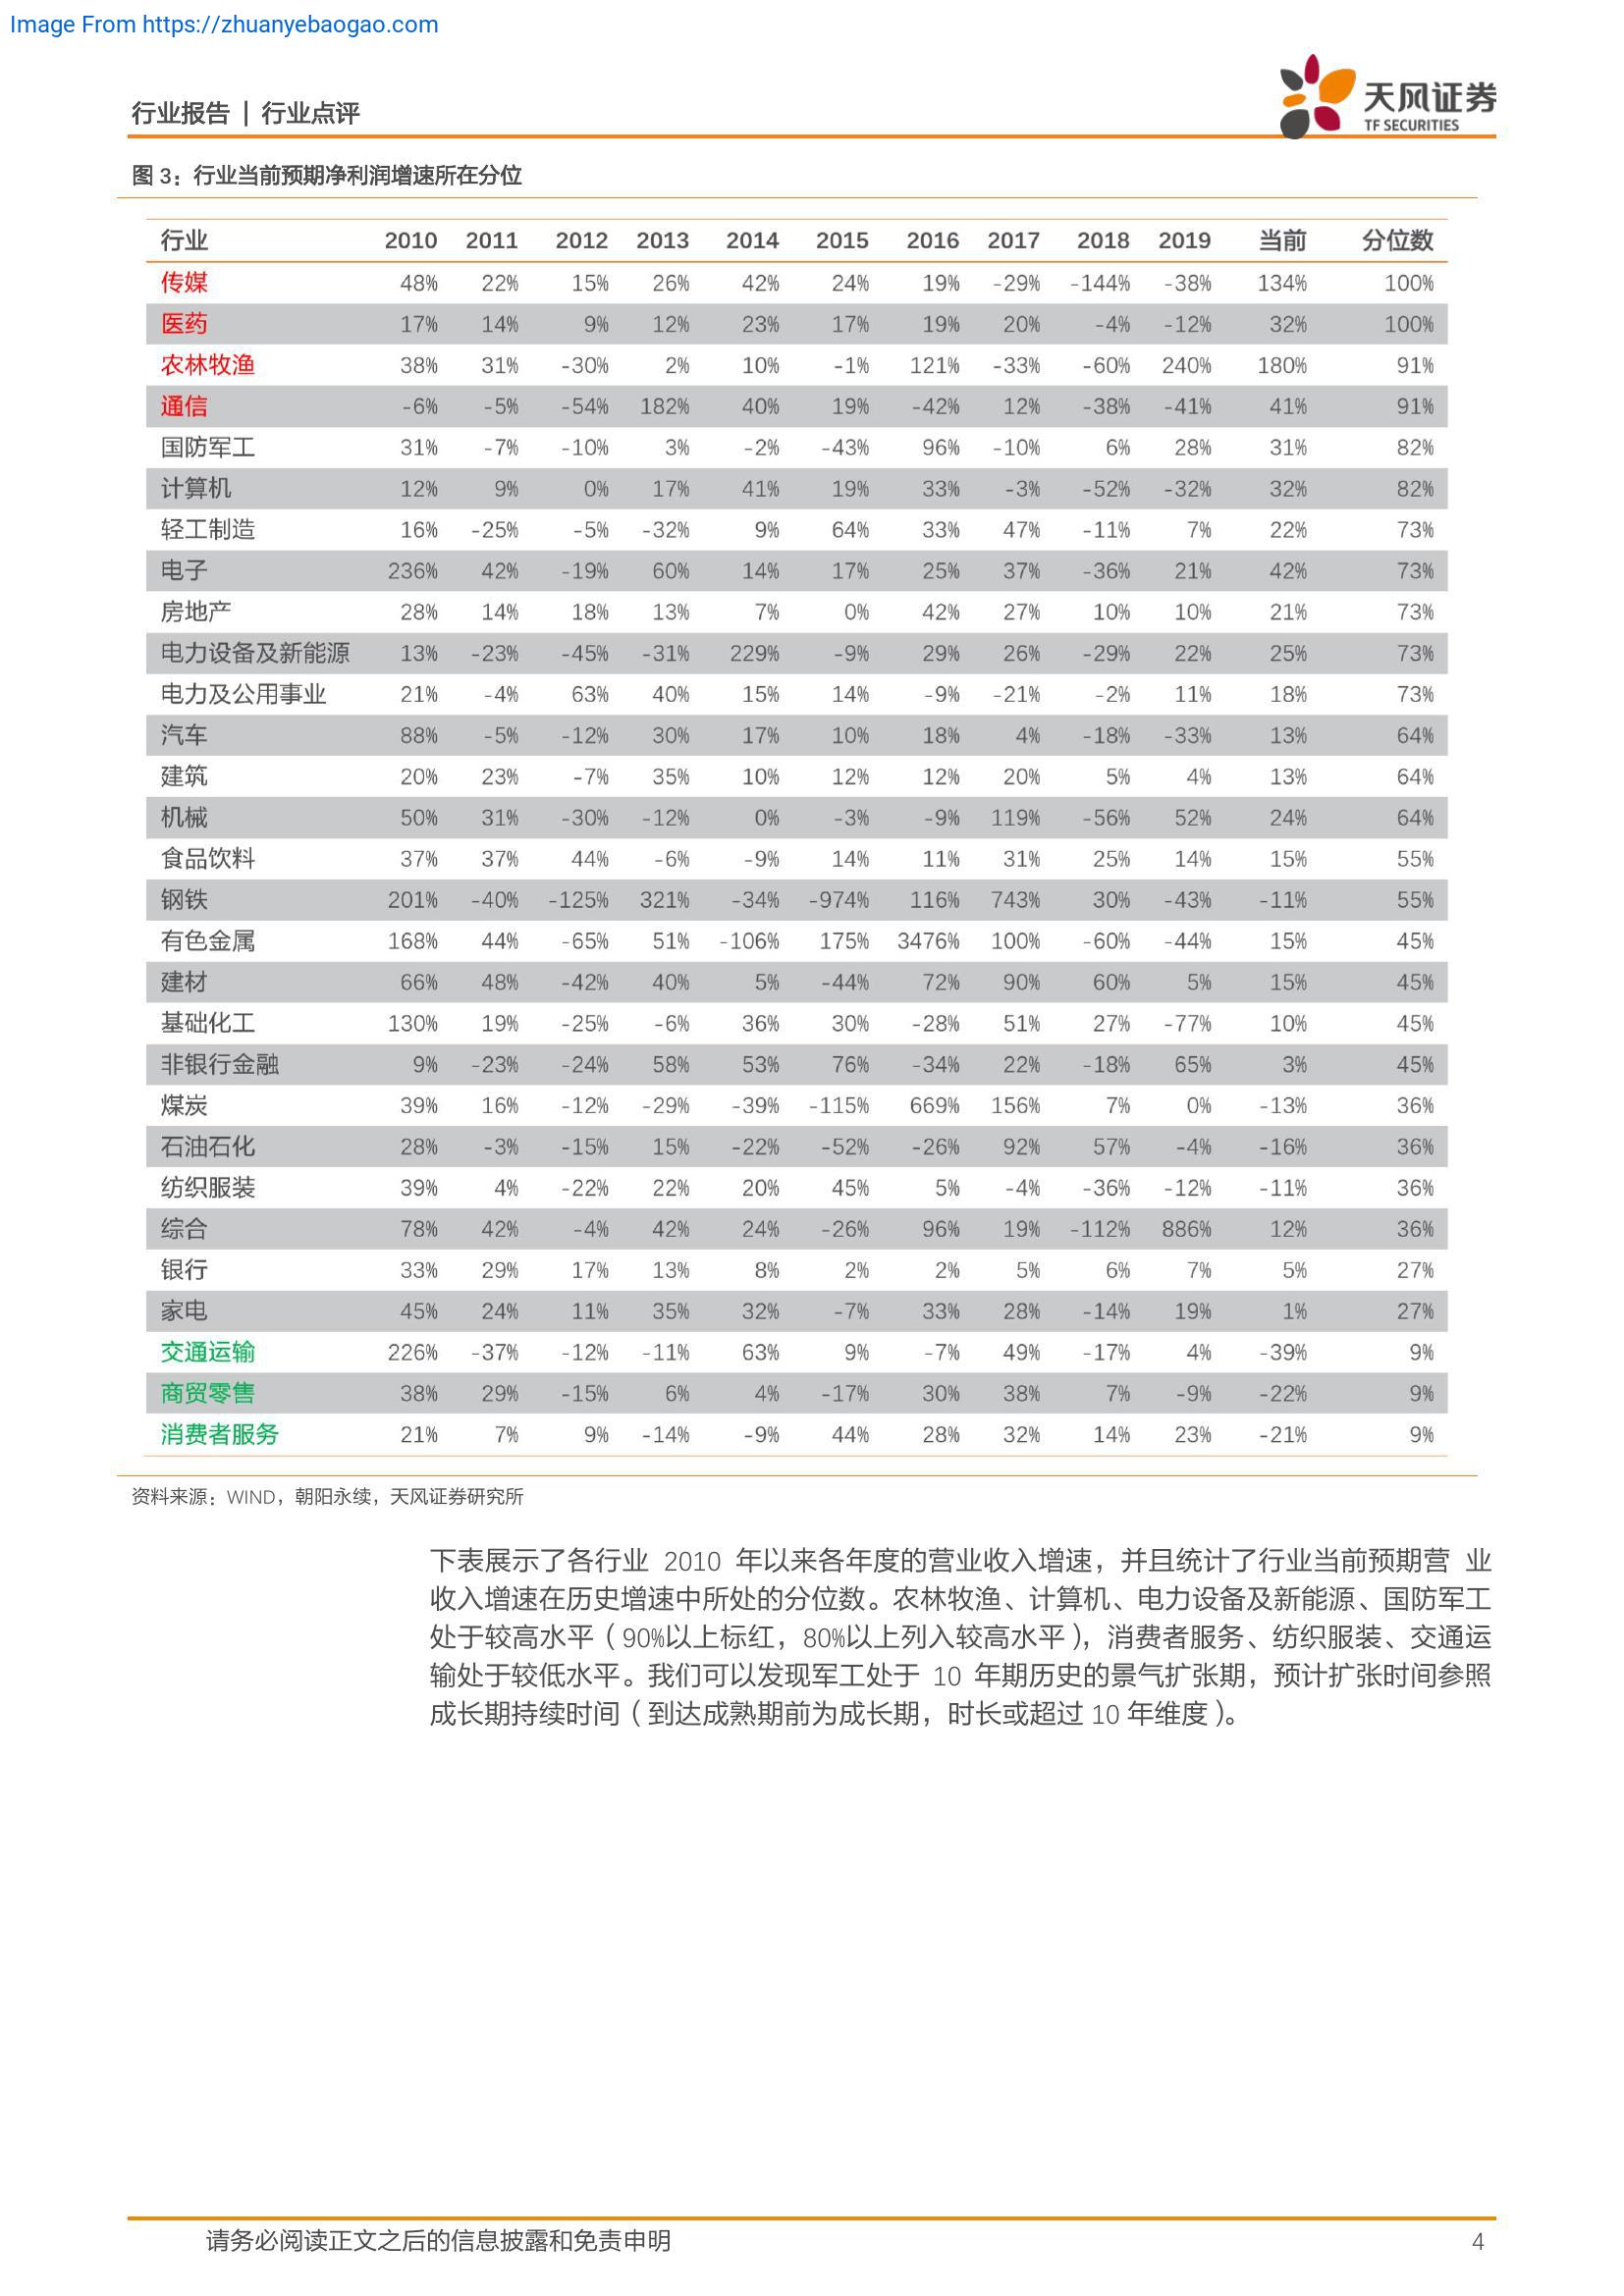 Image From https://zhuanyebaogao.com
行业报告 | 行业点评
天风证券
TF SECURITIES
图 3：行业当前预期净利润增速所在分位
行业 2010 2011 2012 2013 2014 2015 2016 2017 2018 2019 当前 分位数
传媒 48% 22% 15% 26% 42% 24% 19% -29% -144% -38% 134% 100%
医药 17% 14% 9% 12% 23% 17% 19% 20% -4% -12% 32% 100%
农林牧渔 38% 31% -30% 2% 10% -1% 121% -33% -60% 240% 180% 91%
通信 -6% -5% -54% 182% 40% 19% -42% 12% -38% -41% 41% 91%
国防军工 31% -7% -10% 3% -2% -43% 96% -10% 6% 28% 31% 82%
计算机 12% 9% 0% 17% 41% 19% 33% -3% -52% -32% 32% 82%
轻工制造 16% -25% -5% -32% 9% 64% 33% 47% -11% 7% 22% 73%
电子 236% 42% -19% 60% 14% 17% 25% 37% -36% 21% 42% 73%
房地产 28% 14% 18% 13% 7% 0% 42% 27% 10% 10% 21% 73%
电力设备及新能源 13% -23% -45% -31% 229% -9% 29% 26% -29% 22% 25% 73%
电力及公用事业 21% -4% 63% 40% 15% 14% -9% -21% -2% 11% 18% 73%
汽车 88% -5% -12% 30% 17% 10% 18% 4% -18% -33% 13% 64%
建筑 20% 23% -7% 35% 10% 12% 12% 20% 5% 4% 13% 64%
机械 50% 31% -30% -12% 0% -3% -9% 119% -56% 52% 24% 64%
食品饮料 37% 37% 44% -6% -9% 14% 11% 31% 25% 14% 15% 55%
钢铁 201% -40% -125% 321% -34% -974% 116% 743% 30% -43% -11% 55%
有色金属 168% 44% -65% 51% -106% 175% 3476% 100% -60% -44% 15% 45%
建材 66% 48% -42% 40% 5% -44% 72% 90% 60% 5% 15% 45%
基础化工 130% 19% -25% -6% 36% 30% -28% 51% 27% -77% 10% 45%
非银行金融 9% -23% -24% 58% 53% 76% -34% 22% -18% 65% 3% 45%
煤炭 39% 16% -12% -29% -39% -115% 669% 156% 7% 0% -13% 36%
石油石化 28% -3% -15% 15% -22% -52% -26% 92% 57% -4% -16% 36%
纺织服装 39% 4% -22% 22% 20% 45% 5% -4% -36% -12% -11% 36%
综合 78% 42% -4% 42% 24% -26% 96% 19% -112% 886% 12% 36%
银行 33% 29% 17% 13% 8% 2% 2% 5% 6% 7% 5% 27%
家电 45% 24% 11% 35% 32% -7% 33% 28% -14% 19% 1% 27%
交通运输 226% -37% -12% -11% 63% 9% -7% 49% -17% 4% -39% 9%
商贸零售 38% 29% -15% 6% 4% -17% 30% 38% 7% -9% -22% 9%
消费者服务 21% 7% 9% -14% -9% 44% 28% 32% 14% 23% -21% 9%
资料来源：WIND，朝阳永续，天风证券研究所
下表展示了各行业 2010 年以来各年度的营业收入增速，并且统计了行业当前预期营 业
收入增速在历史增速中所处的分位数。农林牧渔、计算机、电力设备及新能源、国防军工
处于较高水平（90%以上标红，80%以上列入较高水平），消费者服务、纺织服装、交通运
输处于较低水平。我们可以发现军工处于 10 年期历史的景气扩张期，预计扩张时间参照
成长期持续时间（到达成熟期前为成长期，时长或超过 10 年维度）。
请务必阅读正文之后的信息披露和免责申明 4